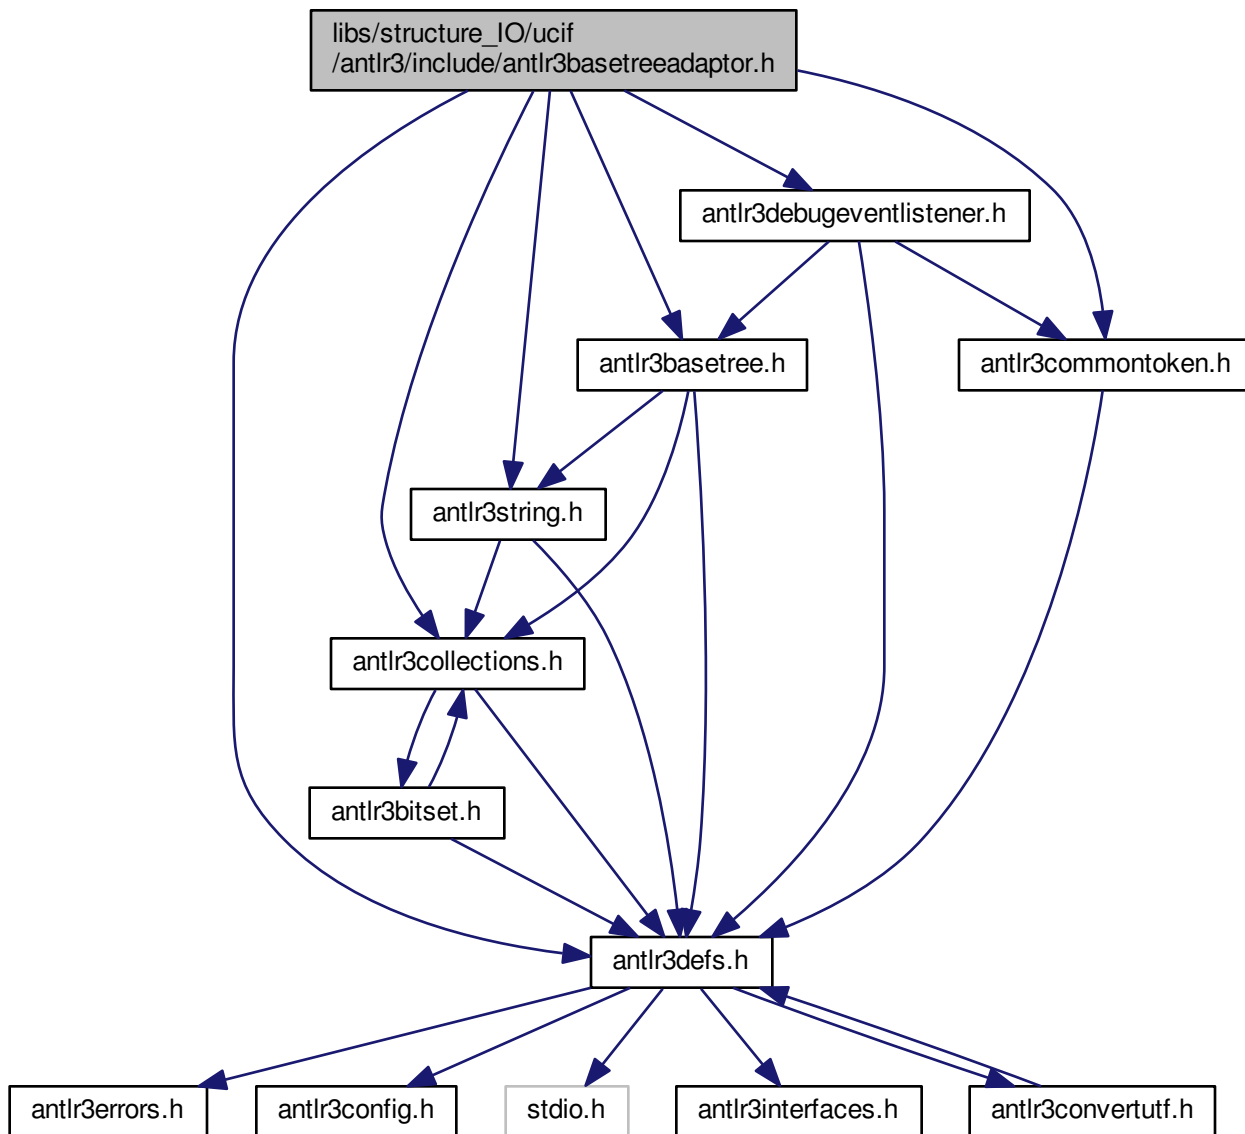 libs/structure_IO/ucif
/antlr3/include/antlr3basetreeadaptor.h
antlr3debugeventlistener.h
antlr3basetree.h
antlr3commontoken.h
antlr3string.h
antlr3collections.h
antlr3bitset.h
antlr3defs.h
antlr3errors.h
antlr3config.h
stdio.h
antlr3interfaces.h
antlr3convertutf.h